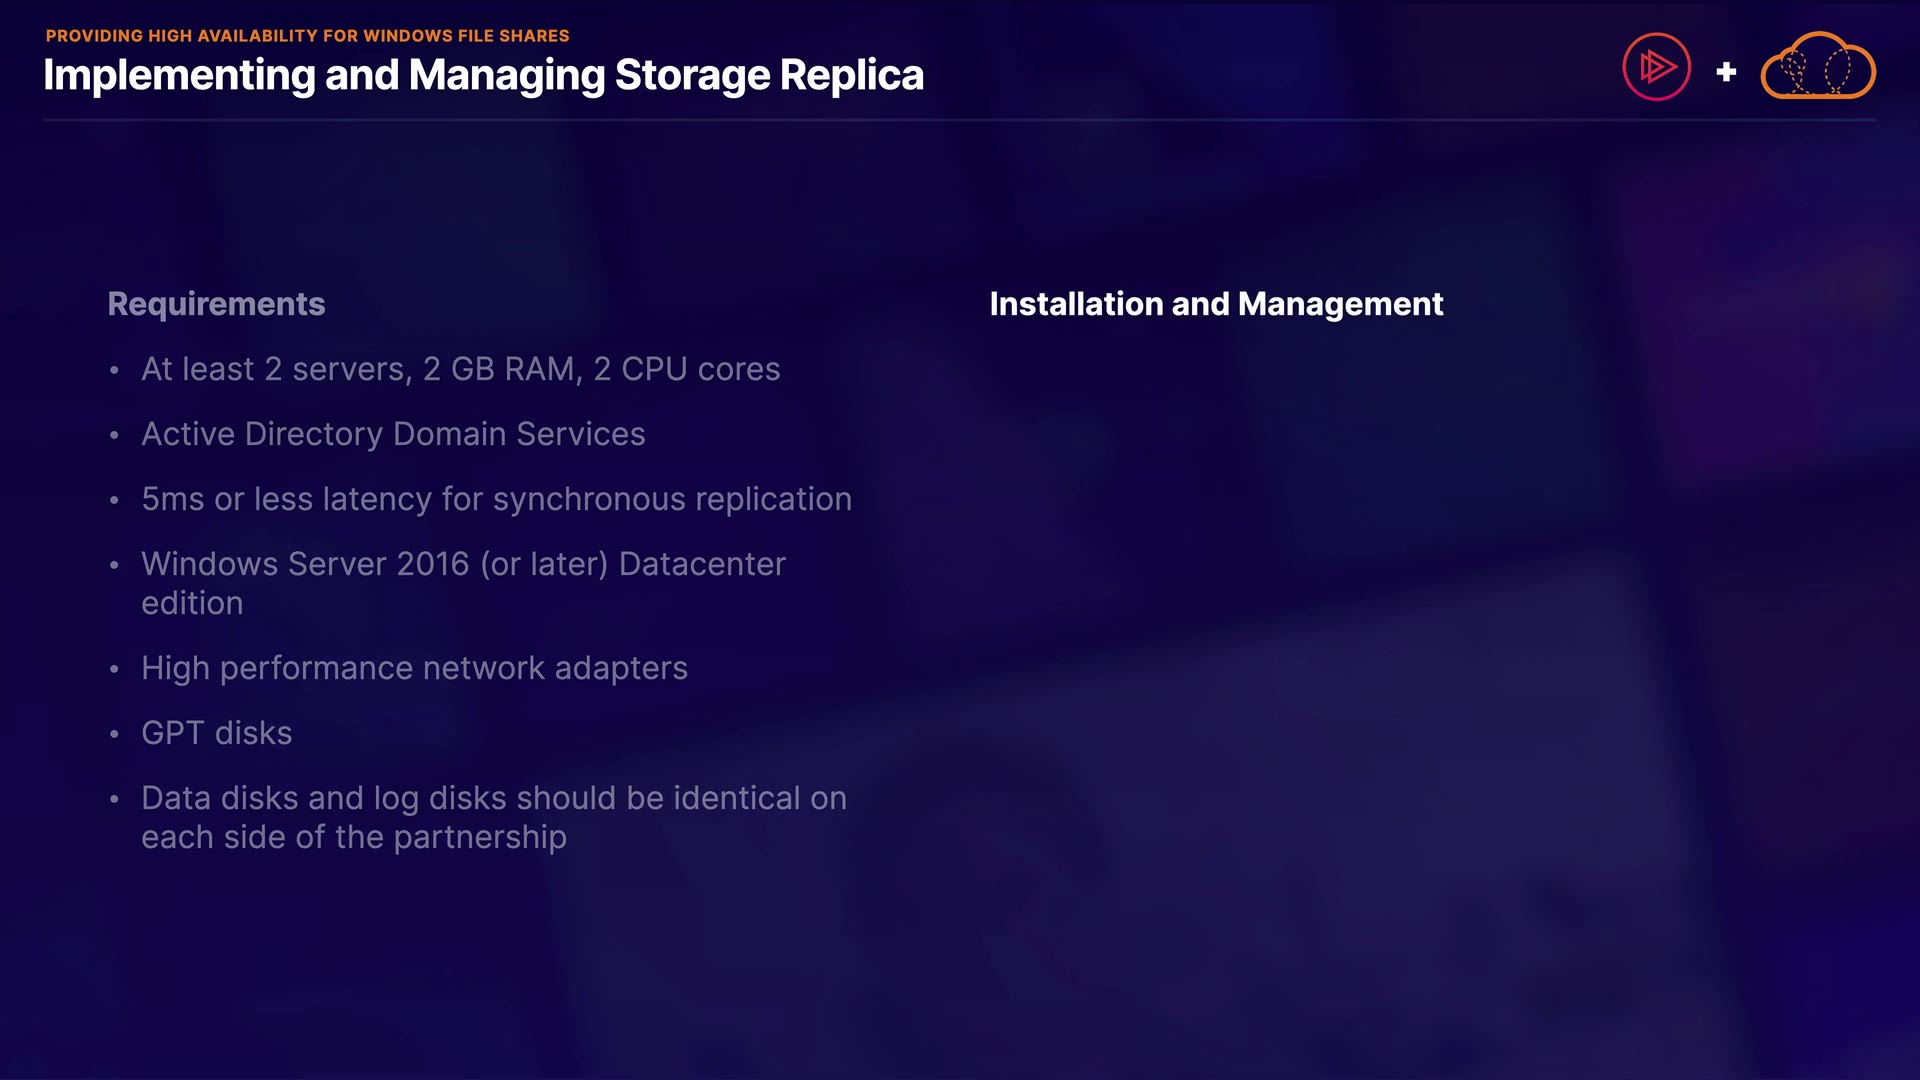 PROVIDING HIGH AVAILABILITY FOR WINDOWS FILE SHARES
Implementing and Managing Storage Replica
+
Requirements
• At least 2 servers, 2 GB RAM, 2 CPU cores
• Active Directory Domain Services
• 5ms or less latency for synchronous replication
• Windows Server 2016 (or later) Datacenter
edition
• High performance network adapters
• GPT disks
• Data disks and log disks should be identical on
each side of the partnership
Installation and Management